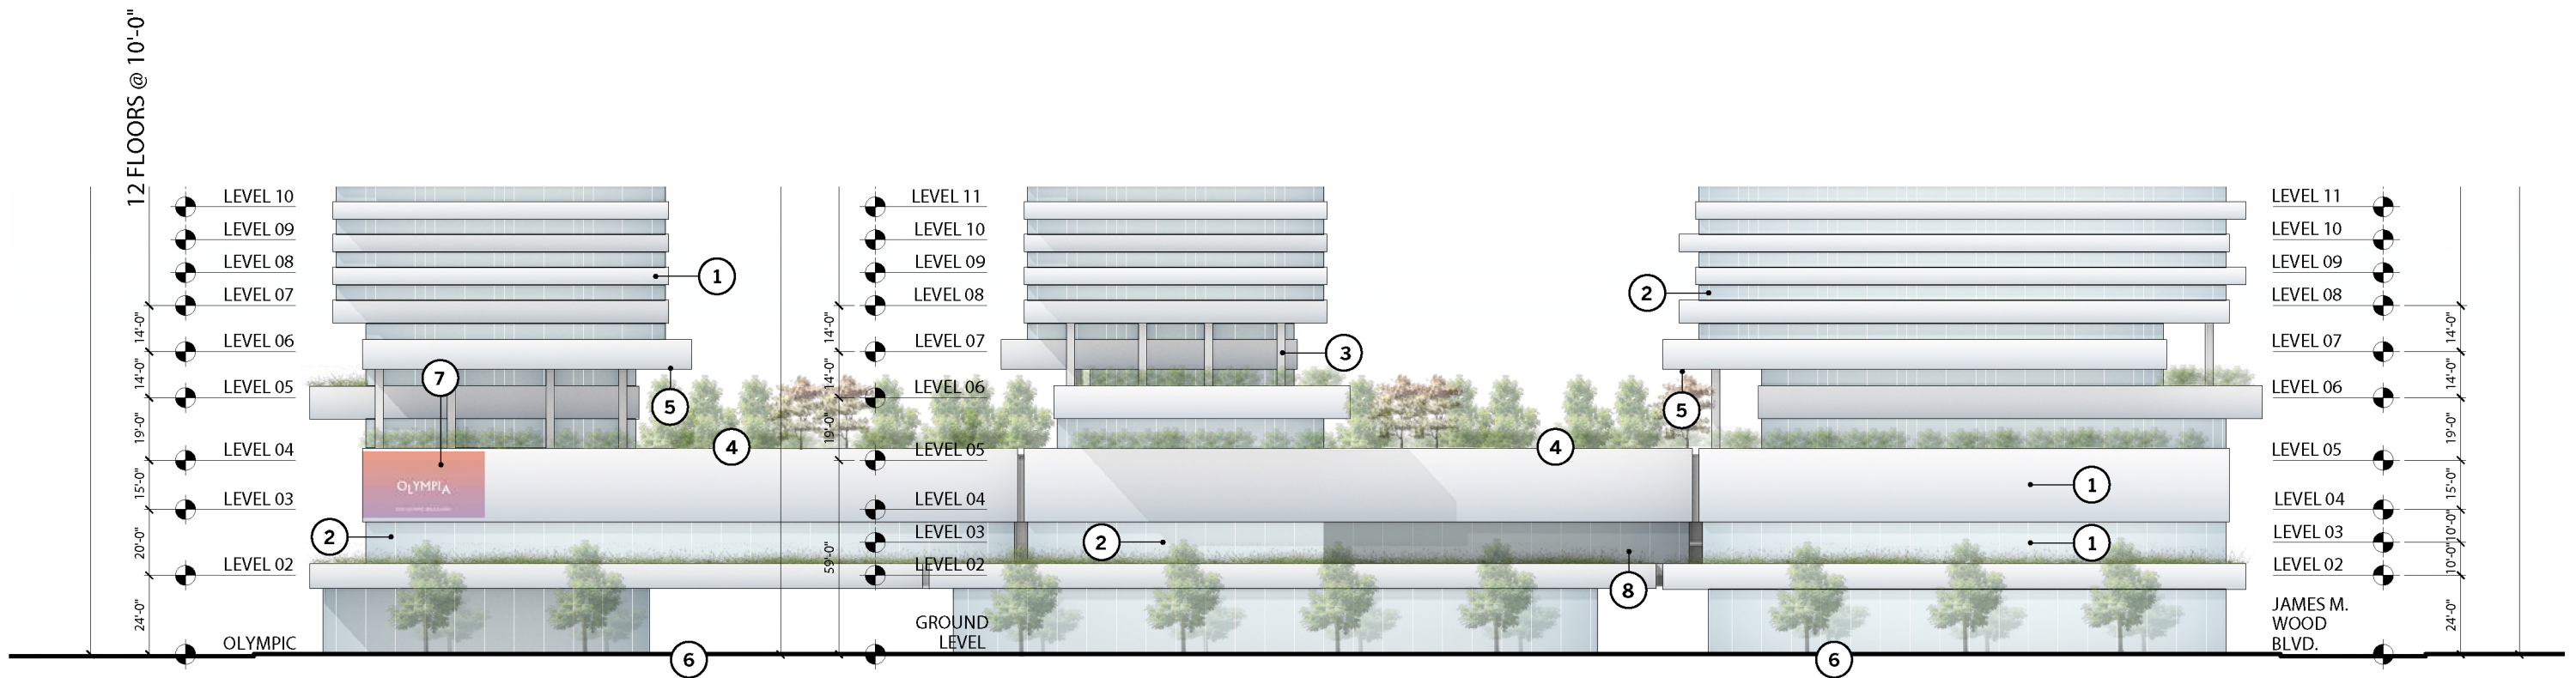 12 FLOORS @ 10'-0"
LEVEL 10
LEVEL 09
LEVEL 08
LEVEL 07
LEVEL 06
LEVEL 05
LEVEL 04
LEVEL 03
LEVEL 02
OLYMPIC
14'-0"
14'-0"
19'-0"
15'-0"
20'-0"
24'-0"
1
7
5
4
2
OLYMPIA
6
LEVEL 11
LEVEL 10
LEVEL 09
LEVEL 08
LEVEL 07
LEVEL 06
LEVEL 05
LEVEL 04
LEVEL 03
LEVEL 02
GROUND
LEVEL
14'-0"
14'-0"
19'-0"
59'-0"
3
2
4
8
2
5
1
1
6
LEVEL 11
LEVEL 10
LEVEL 09
LEVEL 08
LEVEL 07
LEVEL 06
LEVEL 05
LEVEL 04
LEVEL 03
LEVEL 02
JAMES M.
WOOD
BLVD.
14'-0"
14'-0"
19'-0"
15'-0"
10'-0"
10'-0"
24'-0"